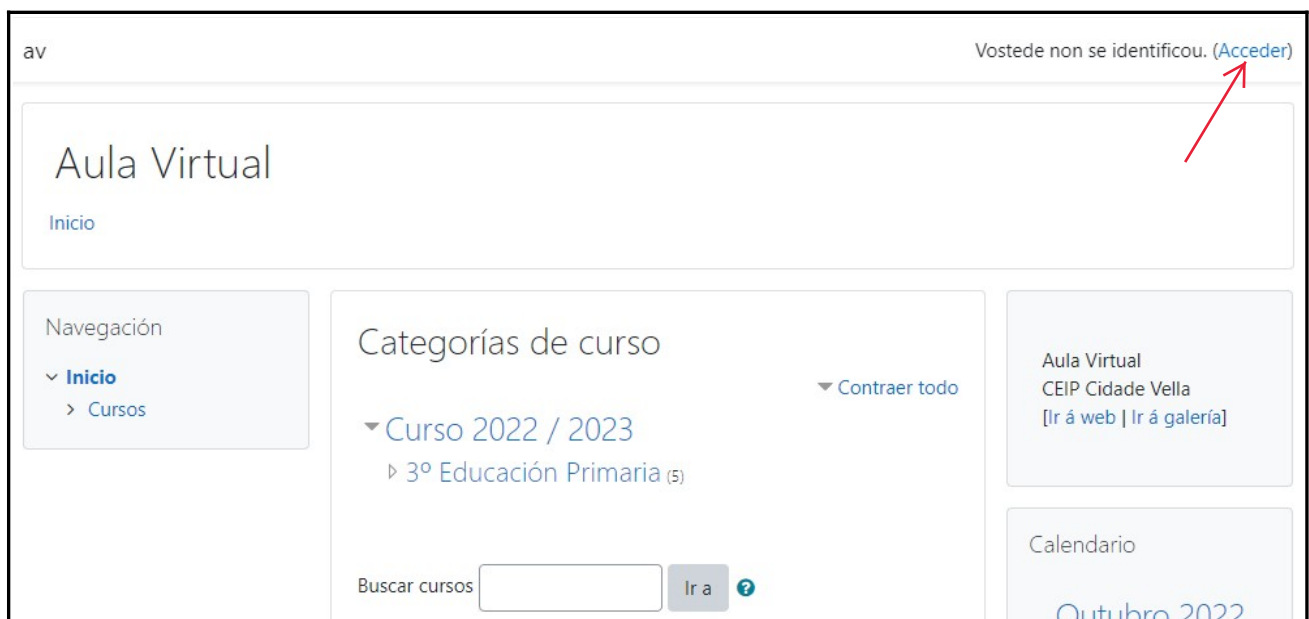 av
Vostede non se identificou. (Acceder)
Aula Virtual
Inicio
Navegación
Inicio
Cursos
Categorías de curso
Contraer todo
Curso 2022 / 2023
3º Educación Primaria (5)
Buscar cursos
Ir a
Aula Virtual
CEIP Cidade Vella
[Ir á web | Ir á galería]
Calendario
Outubro 2022